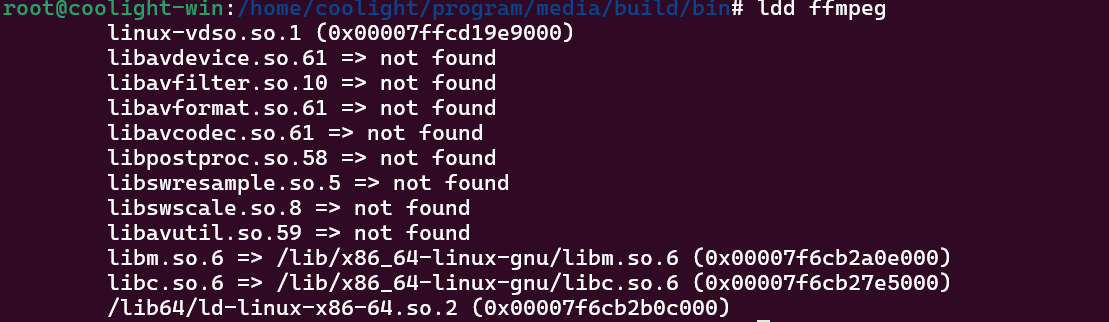 root@coolight-win:/home/coolight/program/media/build/bin# ldd ffmpeg
linux-vdso.so.1 (0x00007ffcd19e9000)
libavdevice.so.61 => not found
libavfilter.so.10 => not found
libavformat.so.61 => not found
libavcodec.so.61 => not found
libpostproc.so.58 => not found
libswresample.so.5 => not found
libswscale.so.8 => not found
libavutil.so.59 => not found
libm.so.6 => /lib/x86_64-linux-gnu/libm.so.6 (0x00007f6cb2a0e000)
libc.so.6 => /lib/x86_64-linux-gnu/libc.so.6 (0x00007f6cb27e5000)
/lib64/ld-linux-x86-64.so.2 (0x00007f6cb2b0c000)